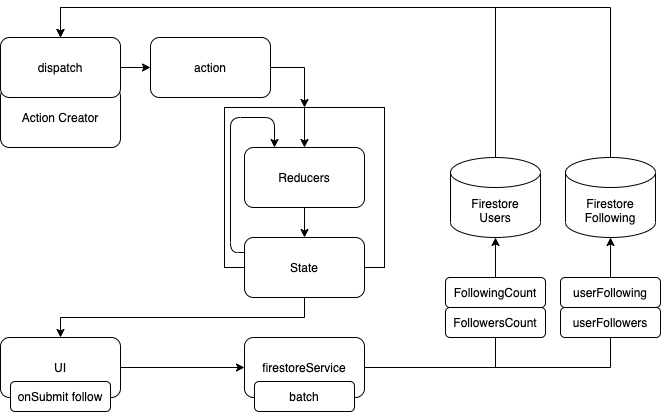 dispatch
action
Action Creator
Reducers
Firestore
Users
Firestore
Following
State
FollowingCount
userFollowing
FollowersCount
userFollowers
UI
firestoreService
onSubmit follow
batch